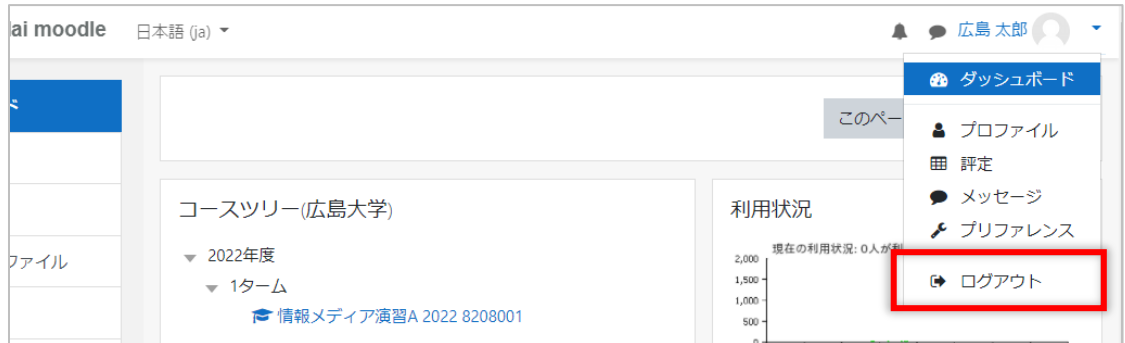 lai moodle 日本語 (ja)
広島 太郎
ド
ダッシュボード
このペー
プロファイル
評定
メッセージ
プリファレンス
ログアウト
ファイル
コースツリー(広島大学)
2022年度
1ターム
情報メディア演習A 2022 8208001
利用状況
現在の利用状況: 0人が利
2,000
1,500
1,000
500
0